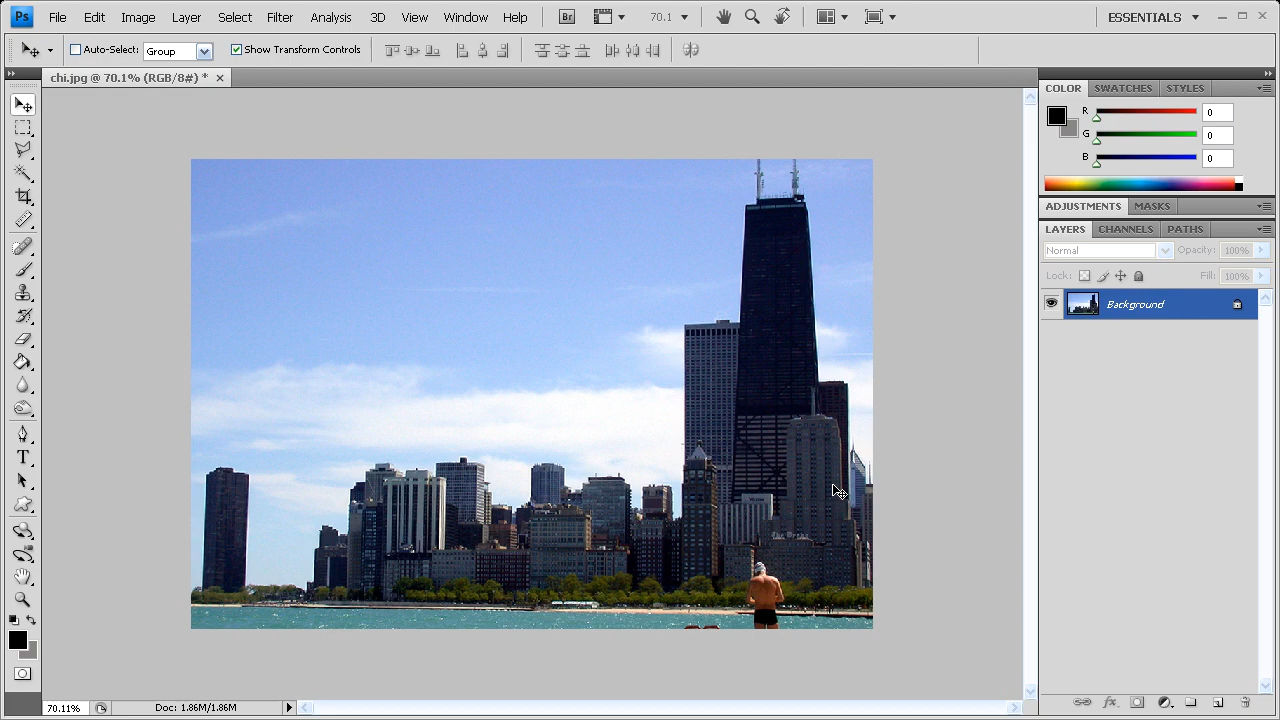 Ps File Edit Image Layer Select Filter Analysis 3D View Window Help Br 70.1 ESSENTIALS
Auto-Select: Group Show Transform Controls
chi.jpg @ 70.1% (RGB/8#) *
COLOR SWATCHES STYLES
R 0
G 0
B 0
ADJUSTMENTS MASKS
LAYERS CHANNELS PATHS
Normal Opacity: 100%
Lock: Fill: 100%
Background
The Drake
T
70.11% Doc: 1.86M/1.86M